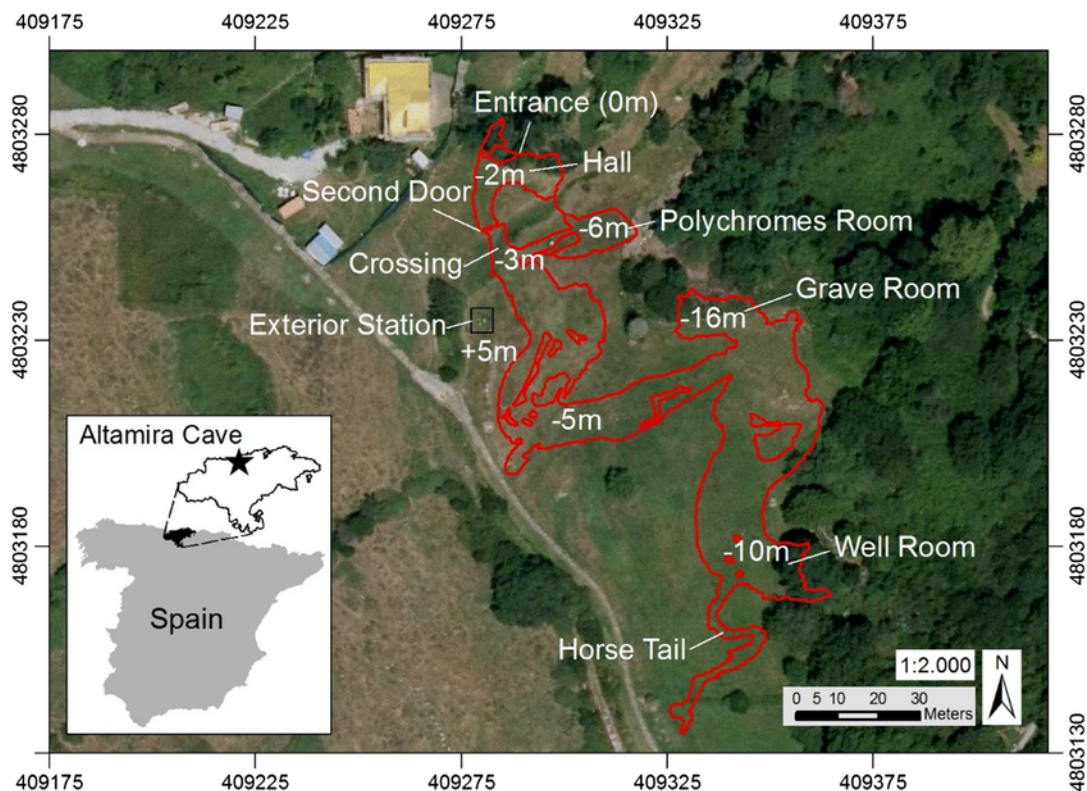 409175 409225 409275 409325 409375
4803280
4803280
Entrance (0m)
Hall
-2m
Second Door
-6m
Polychromes Room
Crossing
-3m
Grave Room
-16m
Exterior Station
+5m
4803230
4803230
-5m
Altamira Cave
4803180
4803180
-10m
Well Room
Spain
Horse Tail
1:2.000
N
0 5 10 20 30
Meters
4803130
4803130
409175 409225 409275 409325 409375